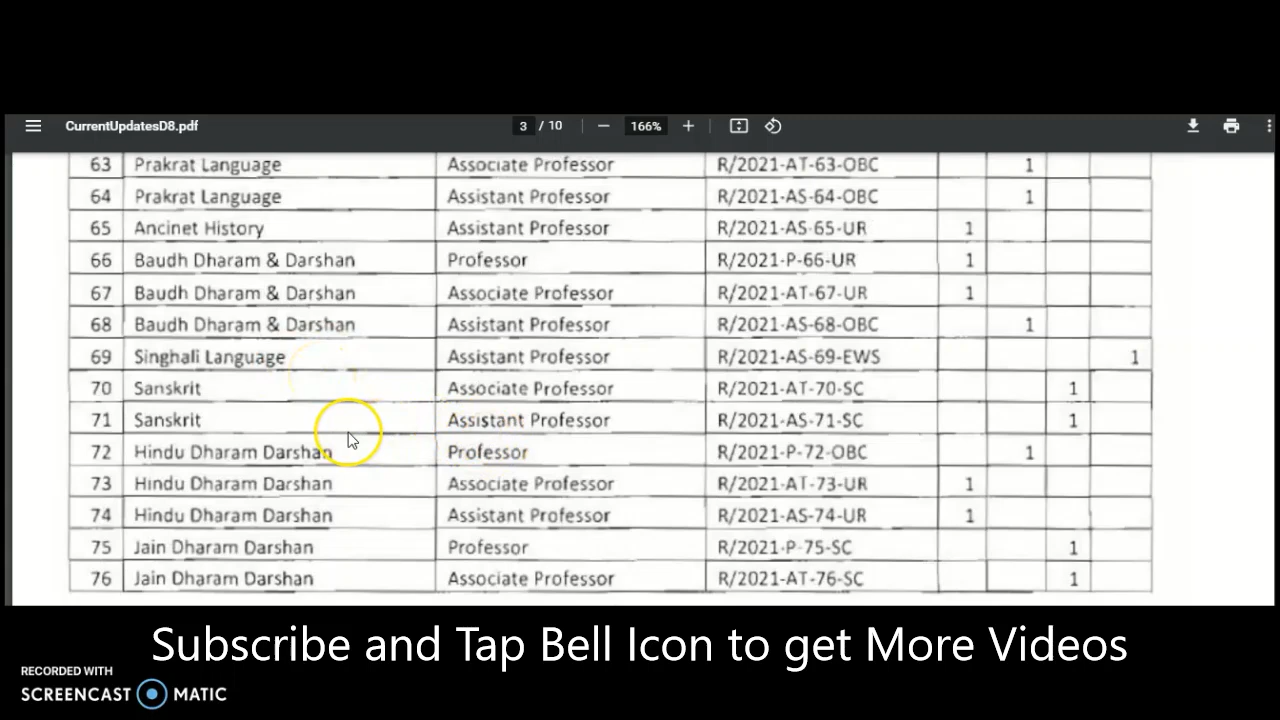 CurrentUpdatesD8.pdf 3 / 10 166%
63 Prakrat Language Associate Professor R/2021-AT-63-OBC 1
64 Prakrat Language Assistant Professor R/2021-AS-64-OBC 1
65 Ancinet History Assistant Professor R/2021-AS-65-UR 1
66 Baudh Dharam & Darshan Professor R/2021-P-66-UR 1
67 Baudh Dharam & Darshan Associate Professor R/2021-AT-67-UR 1
68 Baudh Dharam & Darshan Assistant Professor R/2021-AS-68-OBC 1
69 Singhali Language Assistant Professor R/2021-AS-69-EWS 1
70 Sanskrit Associate Professor R/2021-AT-70-SC 1
71 Sanskrit Assistant Professor R/2021-AS-71-SC 1
72 Hindu Dharam Darshan Professor R/2021-P-72-OBC 1
73 Hindu Dharam Darshan Associate Professor R/2021-AT-73-UR 1
74 Hindu Dharam Darshan Assistant Professor R/2021-AS-74-UR 1
75 Jain Dharam Darshan Professor R/2021-P-75-SC 1
76 Jain Dharam Darshan Associate Professor R/2021-AT-76-SC 1
Subscribe and Tap Bell Icon to get More Videos
RECORDED WITH
SCREENCAST MATIC